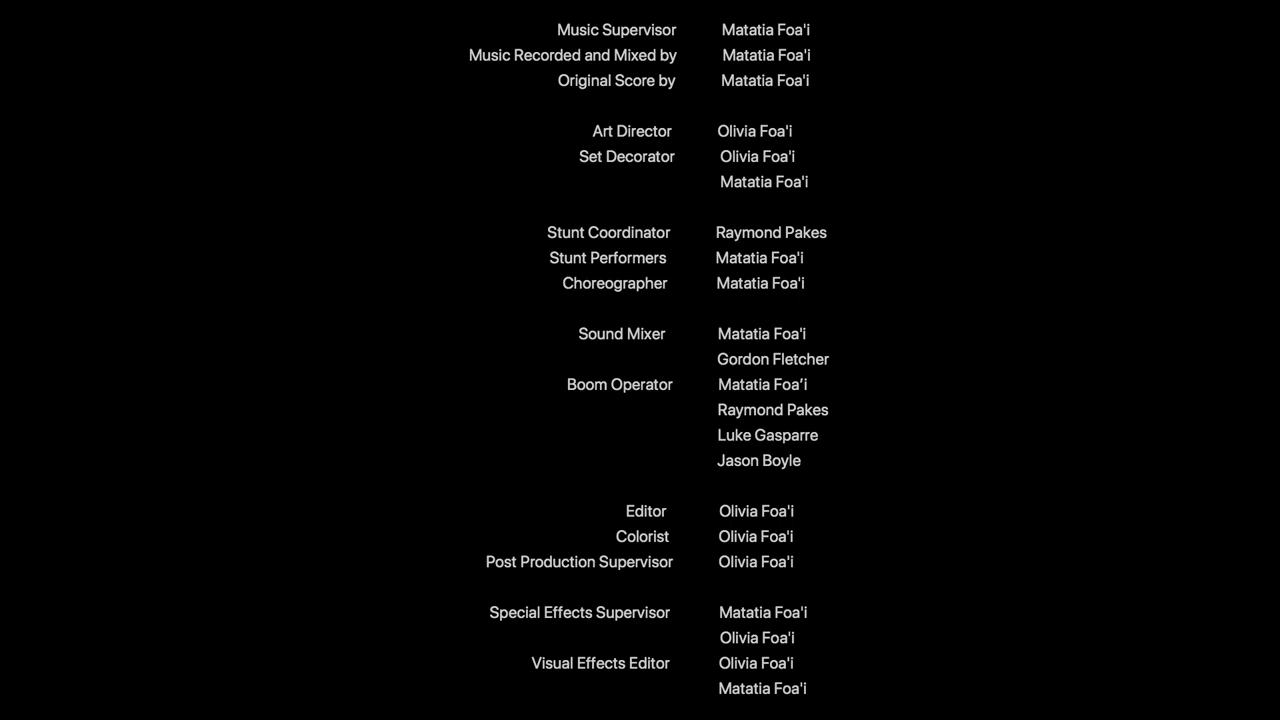 Music Supervisor Matatia Foa'i
Music Recorded and Mixed by Matatia Foa'i
Original Score by Matatia Foa'i
Art Director Olivia Foa'i
Set Decorator Olivia Foa'i
Matatia Foa'i
Stunt Coordinator Raymond Pakes
Stunt Performers Matatia Foa'i
Choreographer Matatia Foa'i
Sound Mixer Matatia Foa'i
Gordon Fletcher
Boom Operator Matatia Foa’i
Raymond Pakes
Luke Gasparre
Jason Boyle
Editor Olivia Foa'i
Colorist Olivia Foa'i
Post Production Supervisor Olivia Foa'i
Special Effects Supervisor Matatia Foa'i
Olivia Foa'i
Visual Effects Editor Olivia Foa'i
Matatia Foa'i